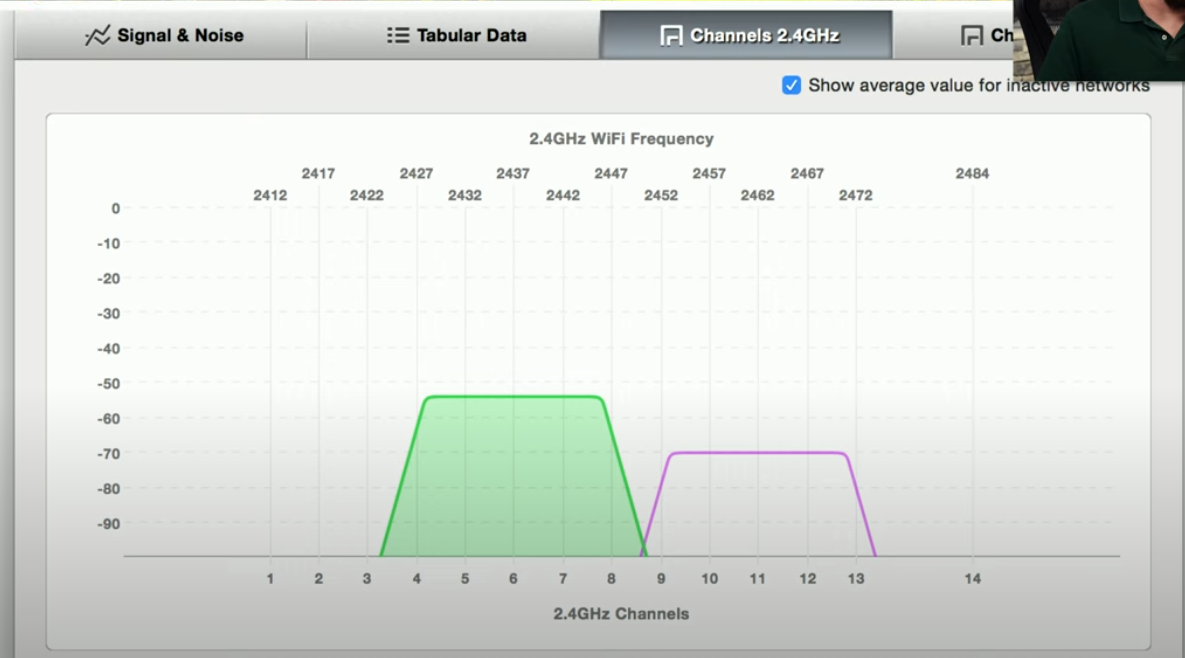 Signal & Noise
Tabular Data
Channels 2.4GHz
Ch
Show average value for inactive networks
2.4GHz WiFi Frequency
2417 2427 2437 2447 2457 2467 2484
2412 2422 2432 2442 2452 2462 2472
0
-10
-20
-30
-40
-50
-60
-70
-80
-90
1 2 3 4 5 6 7 8 9 10 11 12 13 14
2.4GHz Channels